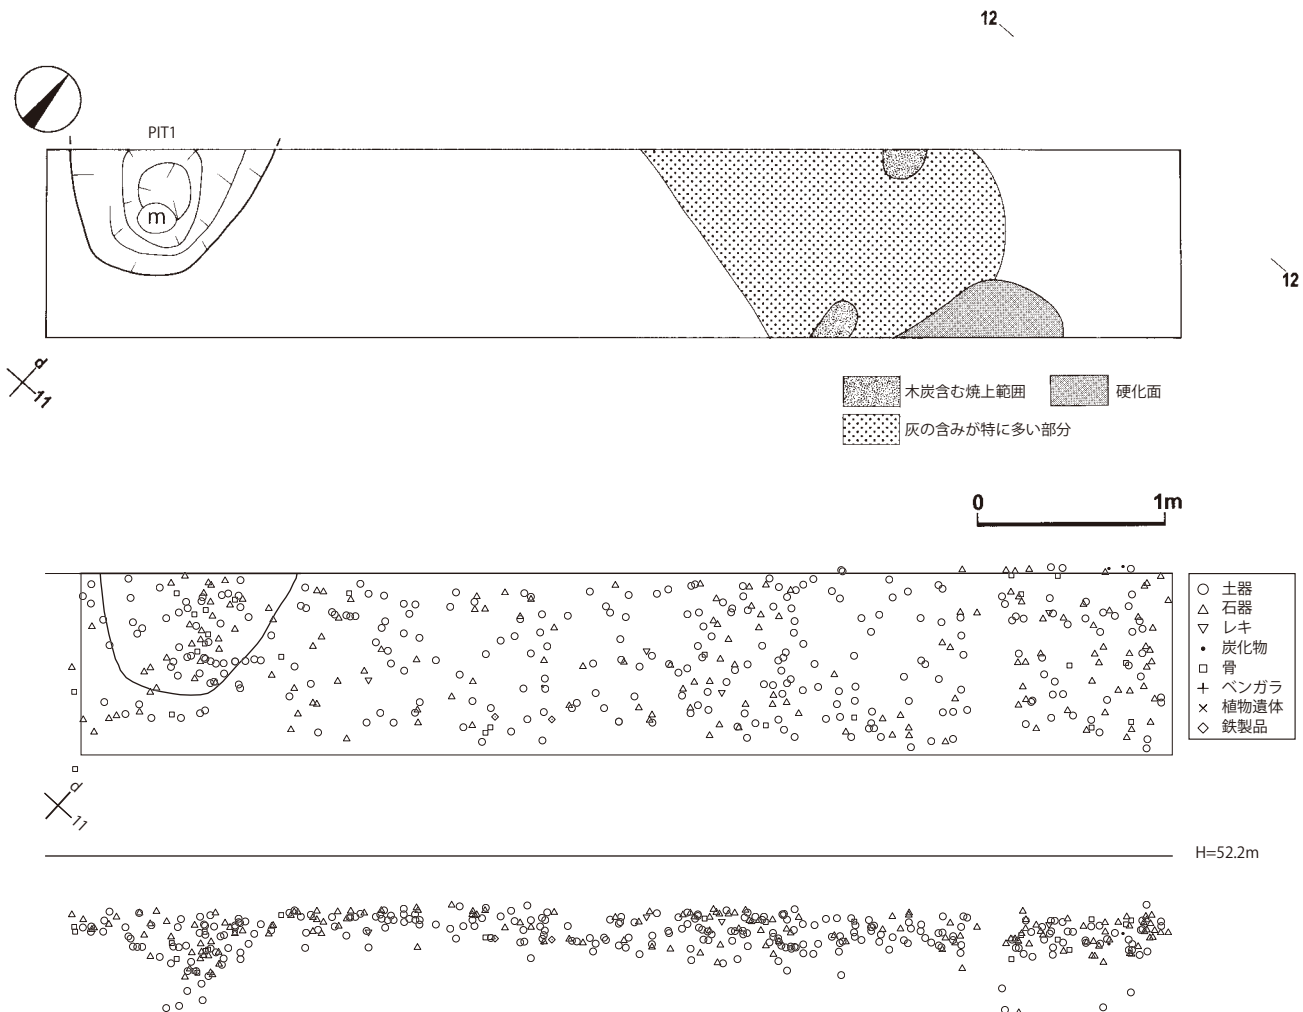 12
PIT1
m
12
d
11
木炭含む焼上範囲
硬化面
灰の含みが特に多い部分
0 1m
土器
石器
レキ
炭化物
骨
ベンガラ
植物遺体
鉄製品
d
11
H=52.2m